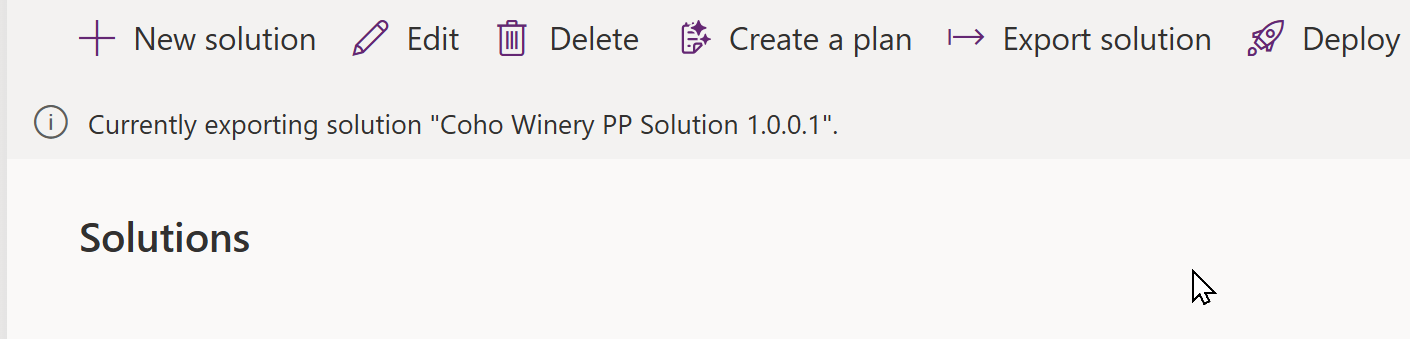 New solution Edit Delete Create a plan Export solution Deploy
Currently exporting solution "Coho Winery PP Solution 1.0.0.1".
Solutions